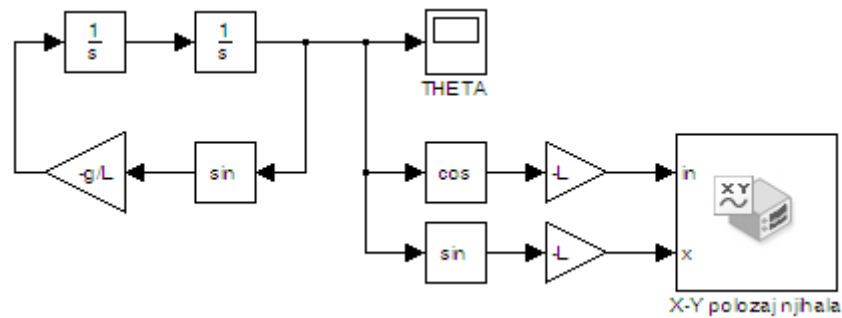 1
s
1
s
THETA
-g/L
sin
cos
-L
in
X Y
sin
-L
x
X-Y polozaj njihala